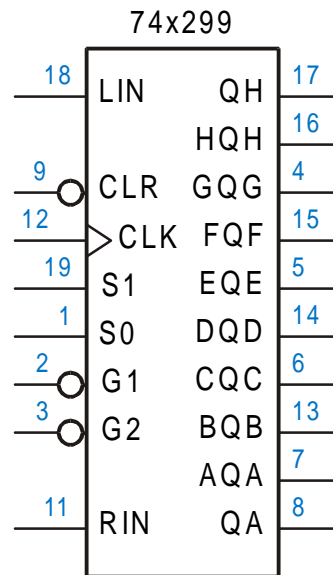 74x299
18 LIN QH 17
HQH 16
9 CLR GQG 4
12 CLK FQF 15
19 S1 EQE 5
1 S0 DQD 14
2 G1 CQC 6
3 G2 BQB 13
AQA 7
11 RIN QA 8